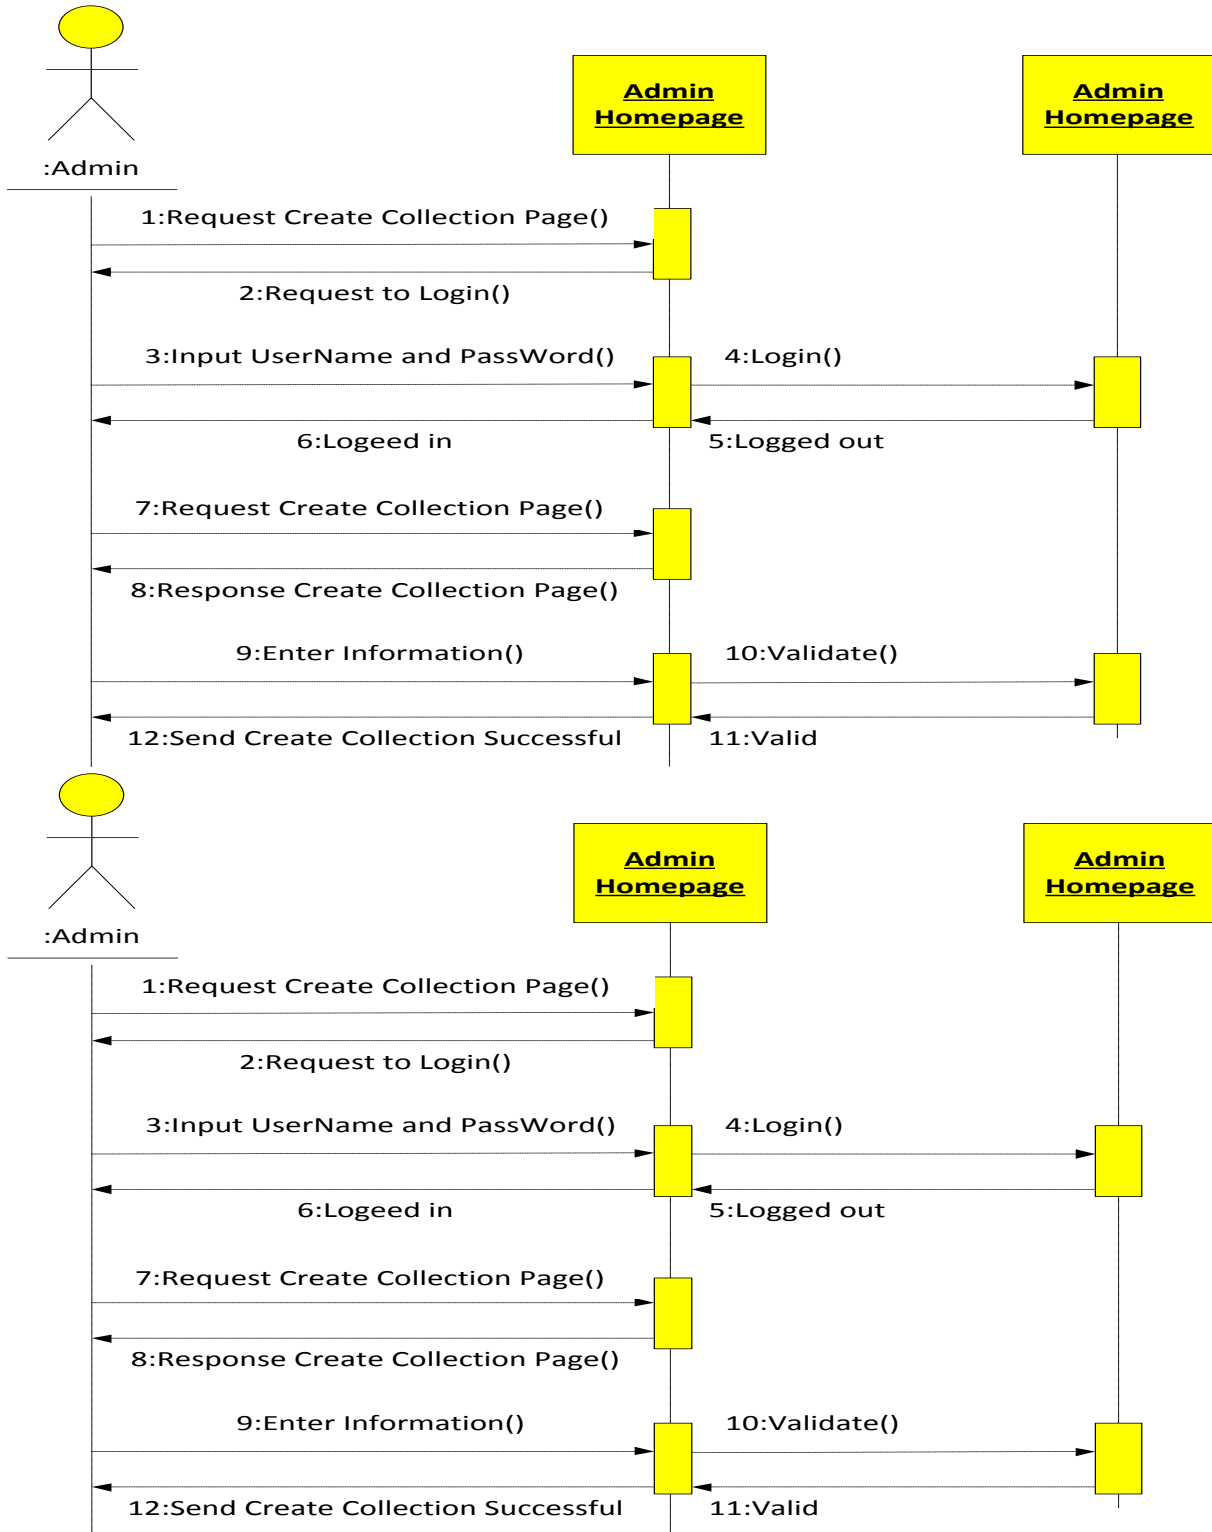 Admin
Homepage
Admin
Homepage
:Admin
1:Request Create Collection Page()
2:Request to Login()
3:Input UserName and PassWord()
4:Login()
6:Logeed in
5:Logged out
7:Request Create Collection Page()
8:Response Create Collection Page()
9:Enter Information()
10:Validate()
12:Send Create Collection Successful
11:Valid
Admin
Homepage
Admin
Homepage
:Admin
1:Request Create Collection Page()
2:Request to Login()
3:Input UserName and PassWord()
4:Login()
6:Logeed in
5:Logged out
7:Request Create Collection Page()
8:Response Create Collection Page()
9:Enter Information()
10:Validate()
12:Send Create Collection Successful
11:Valid